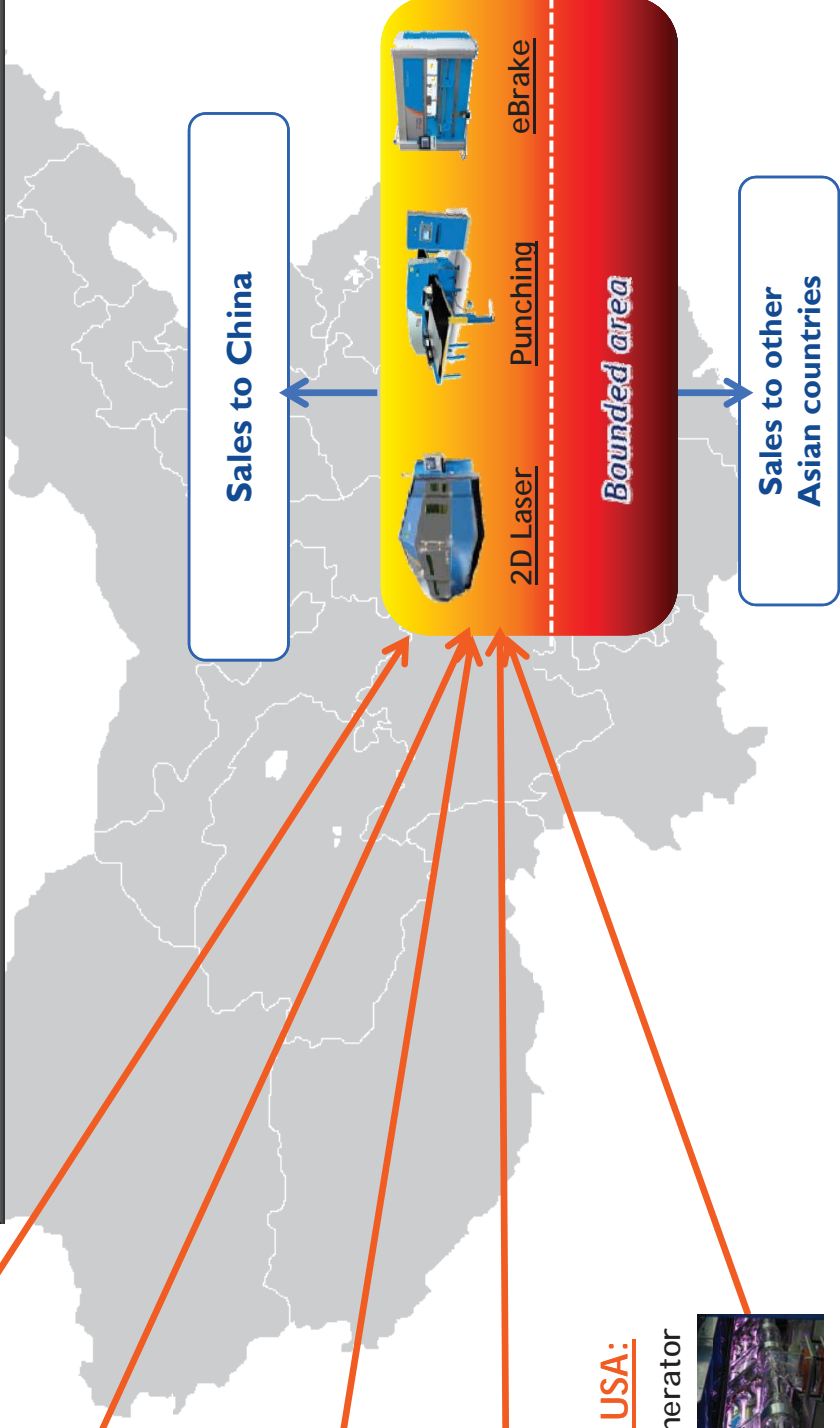 Sales to China
2D Laser
Punching
eBrake
Bounded area
Sales to other
Asian countries
USA:
nerator